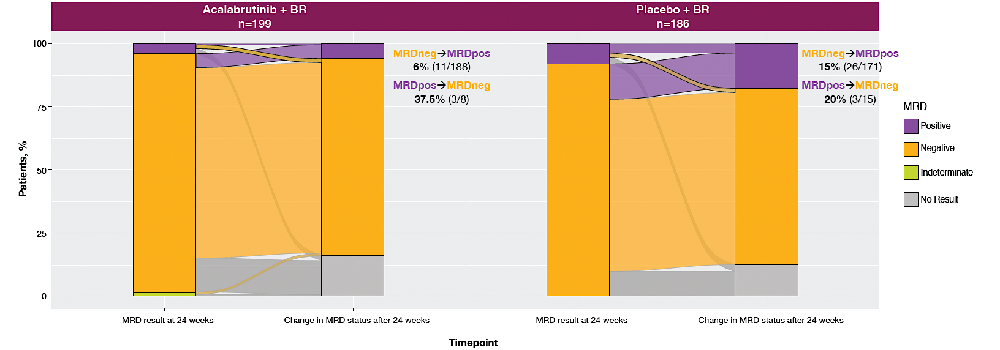 Acalabrutinib + BR
n=199
Placebo + BR
n=186
Patients, %
100
75
50
25
0
MRDneg→MRDpos
6% (11/188)
MRDpos→MRDneg
37.5% (3/8)
MRDneg→MRDpos
15% (26/171)
MRDpos→MRDneg
20% (3/15)
MRD
Positive
Negative
Indeterminate
No Result
MRD result at 24 weeks
Change in MRD status after 24 weeks
MRD result at 24 weeks
Change in MRD status after 24 weeks
Timepoint